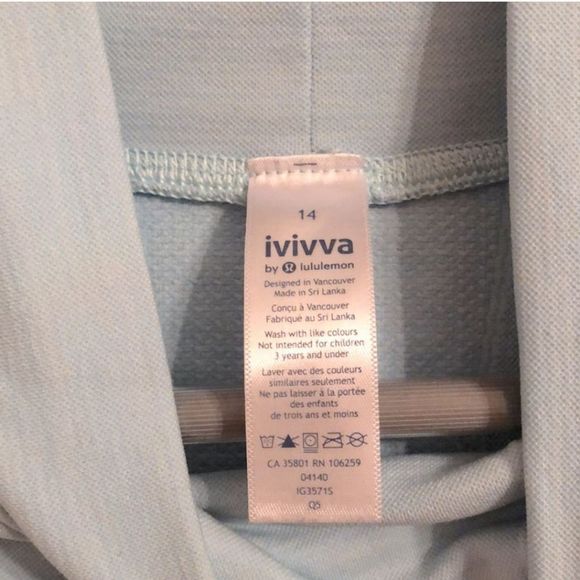 14
ivivva
by lululemon
Designed in Vancouver
Made in Sri Lanka
Conçu à Vancouver
Fabriqué au Sri Lanka
Wash with like colours
Not intended for children
3 years and under
Laver avec des couleurs
similaires seulement
Ne pas laisser à la portée
des enfants
de trois ans et moins
CA 35801 RN 106259
04140
IG3571S
Q5